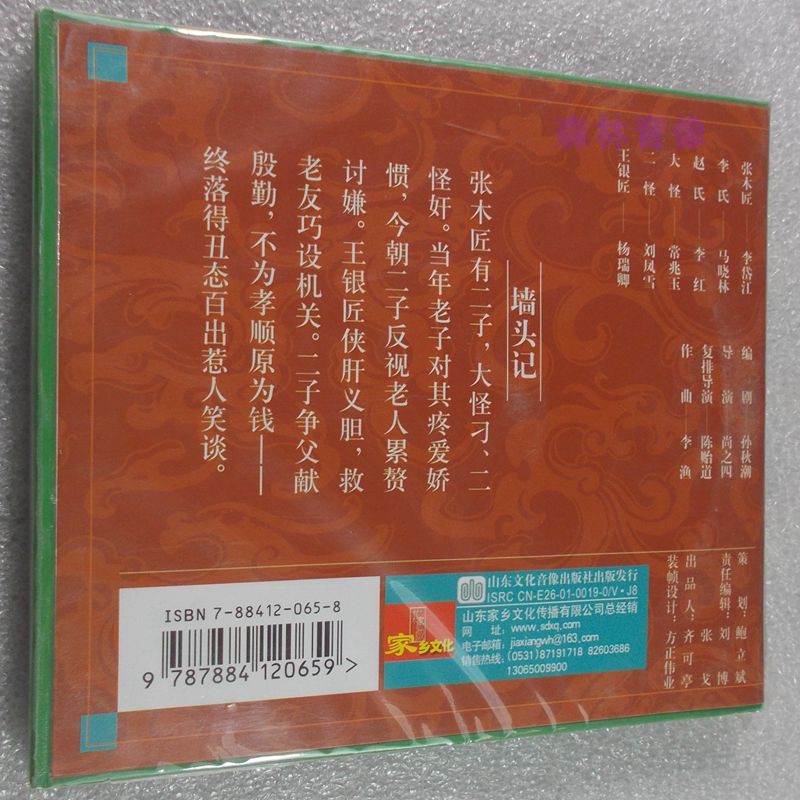 森林音像
张木匠——李岱江
李氏——马晓林
赵氏——李红
大怪——常兆玉
二怪——刘凤雪
王银匠——杨瑞卿
编剧 孙秋潮
导演 尚之四
复排导演 陈贻道
作曲——李渔
策划：鲍立斌
责任编辑：刘博
出品人：张戈
齐可亭
装帧设计：方正伟业
墙头记
张木匠有二子，大怪刁、二
怪奸。当年老子对其疼爱娇
惯，今朝二子反视老人累赘
讨嫌。王银匠侠肝义胆，救
老友巧设机关。二子争父献
殷勤，不为孝顺原为钱——
终落得丑态百出惹人笑谈。
ISBN 7-88412-065-8
9 787884 120659 >
家乡文化
山东文化音像出版社出版发行
ISRC CN-E26-01-0019-0/V·J8
山东家乡文化传播有限公司总经销
网 址：www.sdxq.com
电子邮箱：jiaxiangwh@163.com
销售热线：(0531)87191718 82603686
13065009900